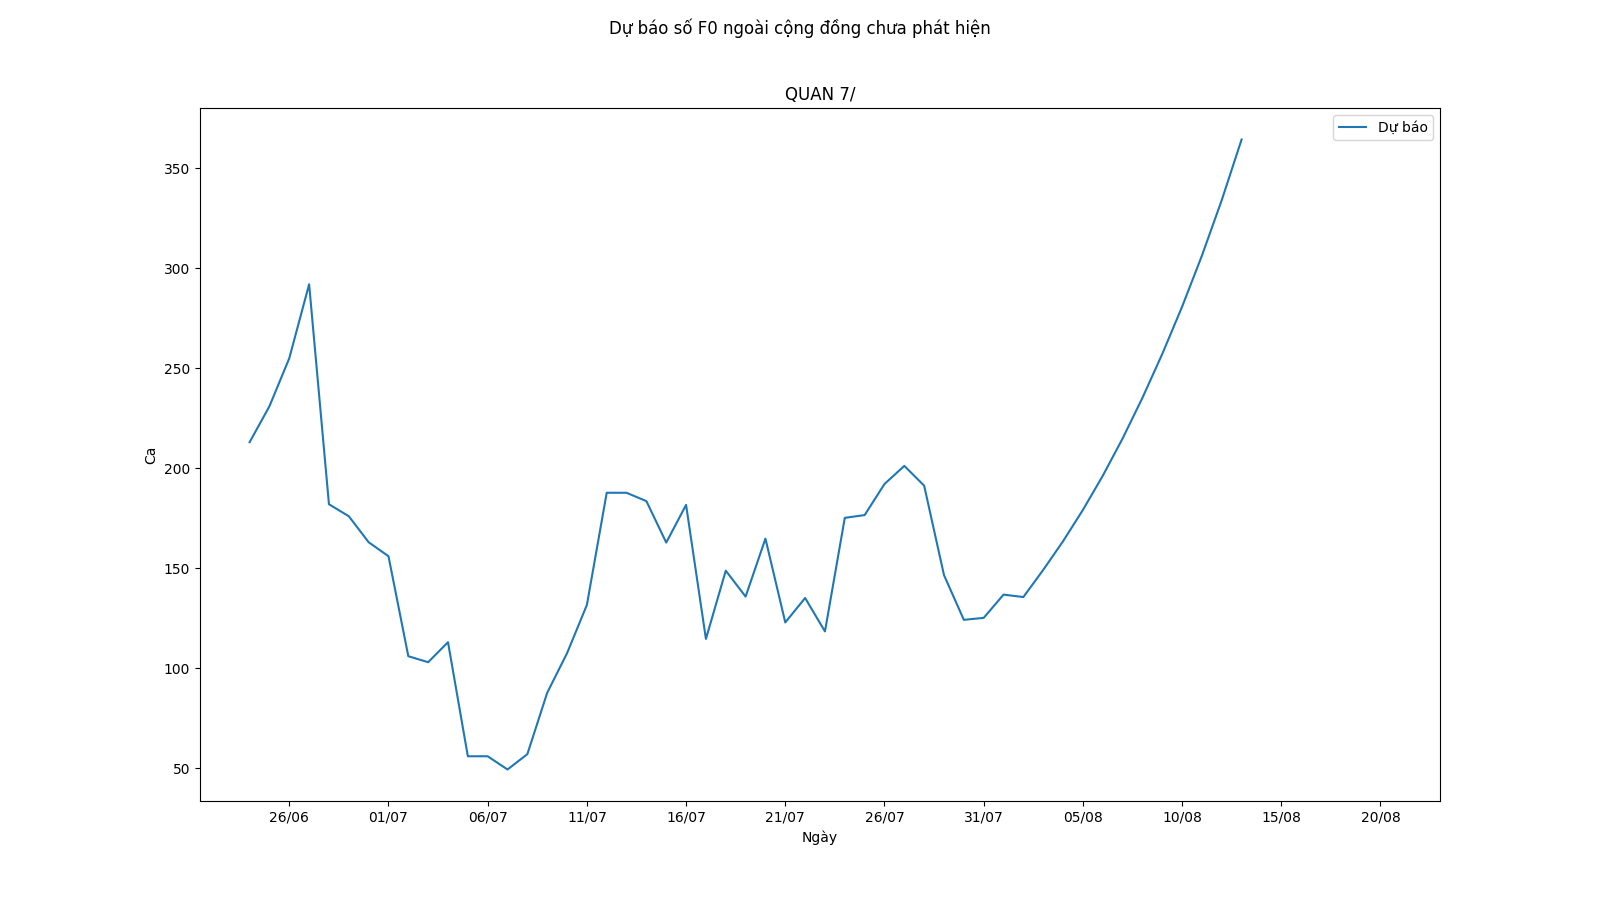 Dự báo số F0 ngoài cộng đồng chưa phát hiện
QUAN 7/
Dự báo
350
300
250
200
150
100
50
Ca
26/06 01/07 06/07 11/07 16/07 21/07 26/07 31/07 05/08 10/08 15/08 20/08
Ngày